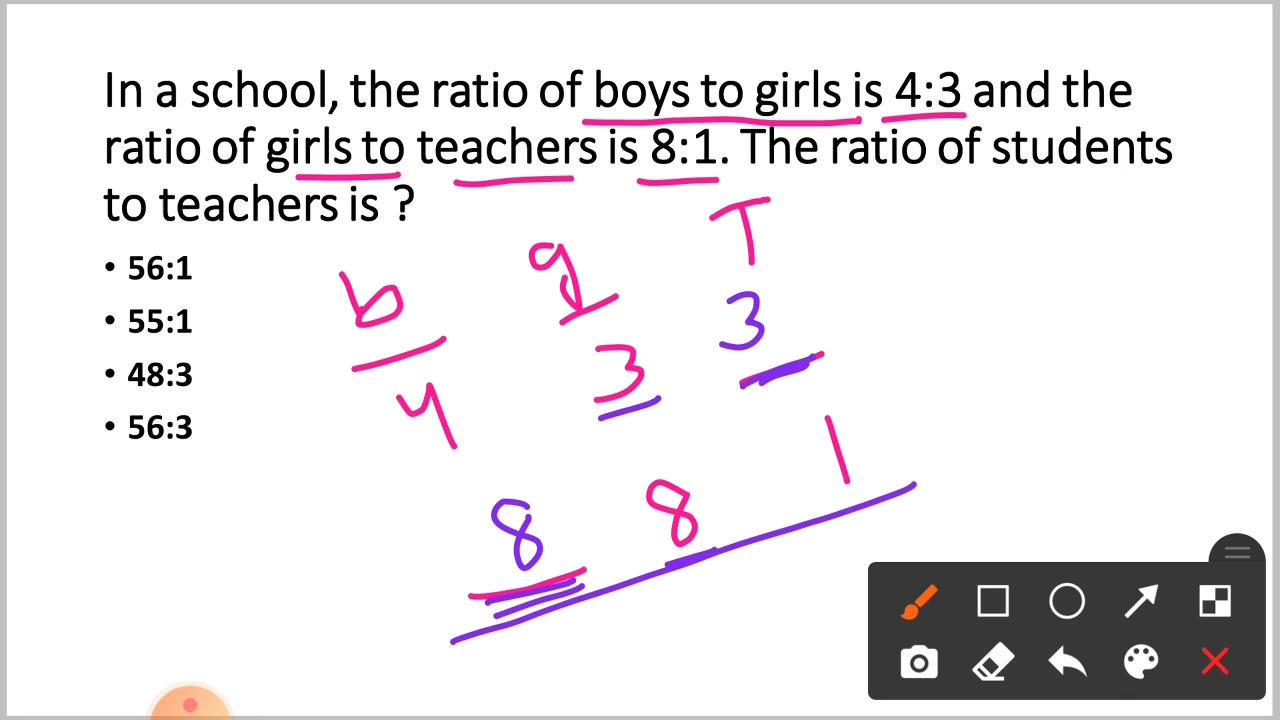 In a school, the ratio of boys to girls is 4:3 and the
ratio of girls to teachers is 8:1. The ratio of students
to teachers is ?
• 56:1
• 55:1
• 48:3
• 56:3
b g T
4 3 3
8 8 1